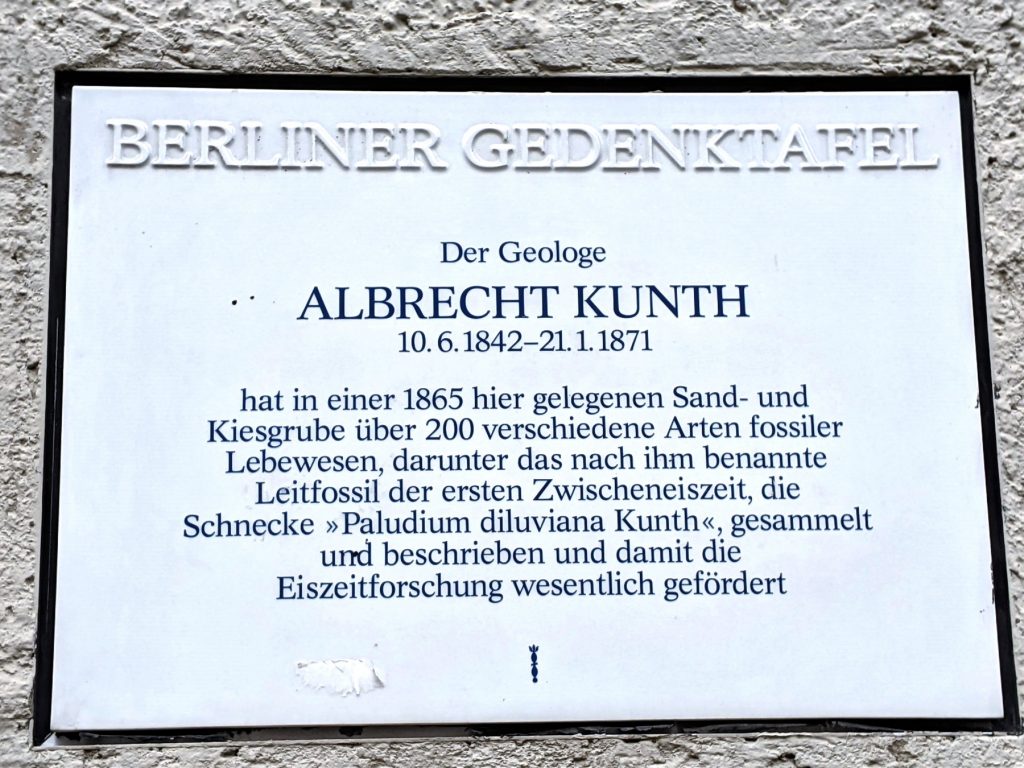 BERLINER GEDENKTAFEL
Der Geologe
ALBRECHT KUNTH
10. 6. 1842–21. 1. 1871
hat in einer 1865 hier gelegenen Sand- und
Kiesgrube über 200 verschiedene Arten fossiler
Lebewesen, darunter das nach ihm benannte
Leitfossil der ersten Zwischeneiszeit, die
Schnecke »Paludium diluviana Kunth«, gesammelt
und beschrieben und damit die
Eiszeitforschung wesentlich gefördert